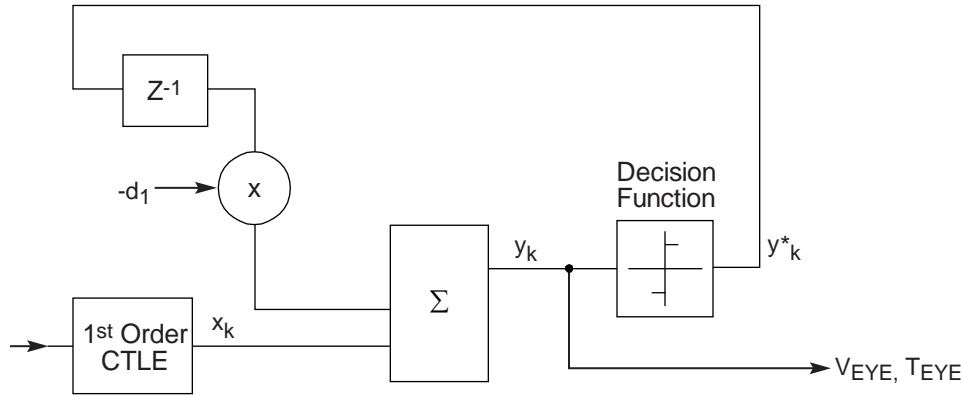 Z-1
-d1
x
Decision
Function
yk
y*k
Σ
1st Order
CTLE
xk
VEYE, TEYE